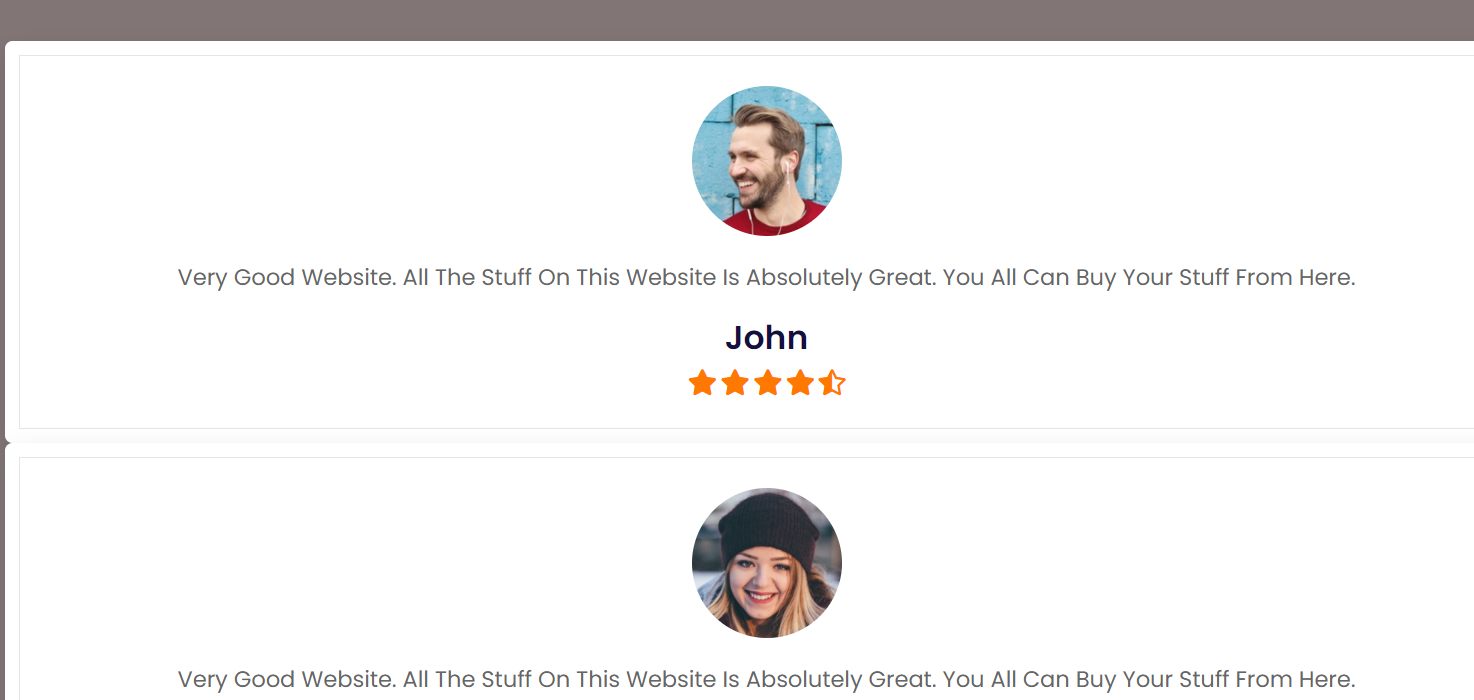 Very Good Website. All The Stuff On This Website Is Absolutely Great. You All Can Buy Your Stuff From Here.
John
Very Good Website. All The Stuff On This Website Is Absolutely Great. You All Can Buy Your Stuff From Here.